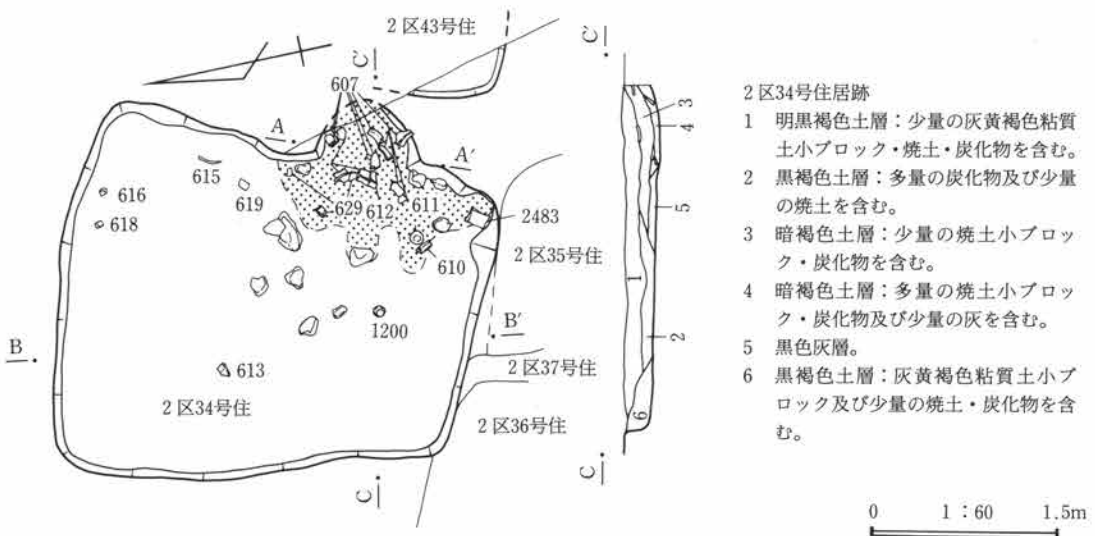 2区43号住
C'
C'
607
A
A'
615
616
619
618
629
612
611
2483
610
2区35号住
B
B'
1200
613
2区37号住
2区34号住
2区36号住
C
C
3
4
5
1
2
6
2区34号住居跡
1 明黒褐色土層：少量の灰黄褐色粘質
土小ブロック・焼土・炭化物を含む。
2 黒褐色土層：多量の炭化物及び少量
の焼土を含む。
3 暗褐色土層：少量の焼土小ブロッ
ク・炭化物を含む。
4 暗褐色土層：多量の焼土小ブロッ
ク・炭化物及び少量の灰を含む。
5 黒色灰層。
6 黒褐色土層：灰黄褐色粘質土小ブ
ロック及び少量の焼土・炭化物を含
む。
0 1：60 1.5m